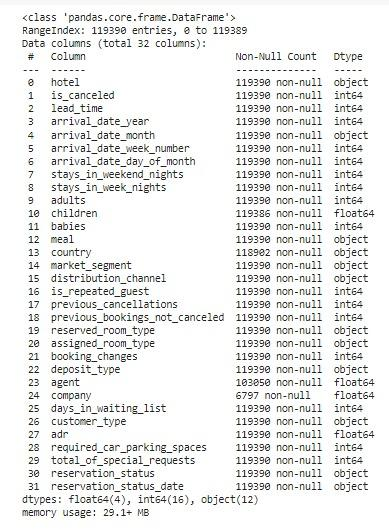 <class 'pandas.core.frame.DataFrame'>
RangeIndex: 119390 entries, 0 to 119389
Data columns (total 32 columns):
 #   Column                          Non-Null Count   Dtype
---  ------                          --------------   -----
 0   hotel                           119390 non-null  object
 1   is_canceled                     119390 non-null  int64
 2   lead_time                       119390 non-null  int64
 3   arrival_date_year               119390 non-null  int64
 4   arrival_date_month              119390 non-null  object
 5   arrival_date_week_number        119390 non-null  int64
 6   arrival_date_day_of_month       119390 non-null  int64
 7   stays_in_weekend_nights         119390 non-null  int64
 8   stays_in_week_nights            119390 non-null  int64
 9   adults                          119390 non-null  int64
 10  children                        119386 non-null  float64
 11  babies                          119390 non-null  int64
 12  meal                            119390 non-null  object
 13  country                         118902 non-null  object
 14  market_segment                  119390 non-null  object
 15  distribution_channel            119390 non-null  object
 16  is_repeated_guest               119390 non-null  int64
 17  previous_cancellations          119390 non-null  int64
 18  previous_bookings_not_canceled  119390 non-null  int64
 19  reserved_room_type              119390 non-null  object
 20  assigned_room_type              119390 non-null  object
 21  booking_changes                 119390 non-null  int64
 22  deposit_type                    119390 non-null  object
 23  agent                           103050 non-null  float64
 24  company                         6797 non-null    float64
 25  days_in_waiting_list            119390 non-null  int64
 26  customer_type                   119390 non-null  object
 27  adr                             119390 non-null  float64
 28  required_car_parking_spaces     119390 non-null  int64
 29  total_of_special_requests       119390 non-null  int64
 30  reservation_status              119390 non-null  object
 31  reservation_status_date         119390 non-null  object
dtypes: float64(4), int64(16), object(12)
memory usage: 29.1+ MB